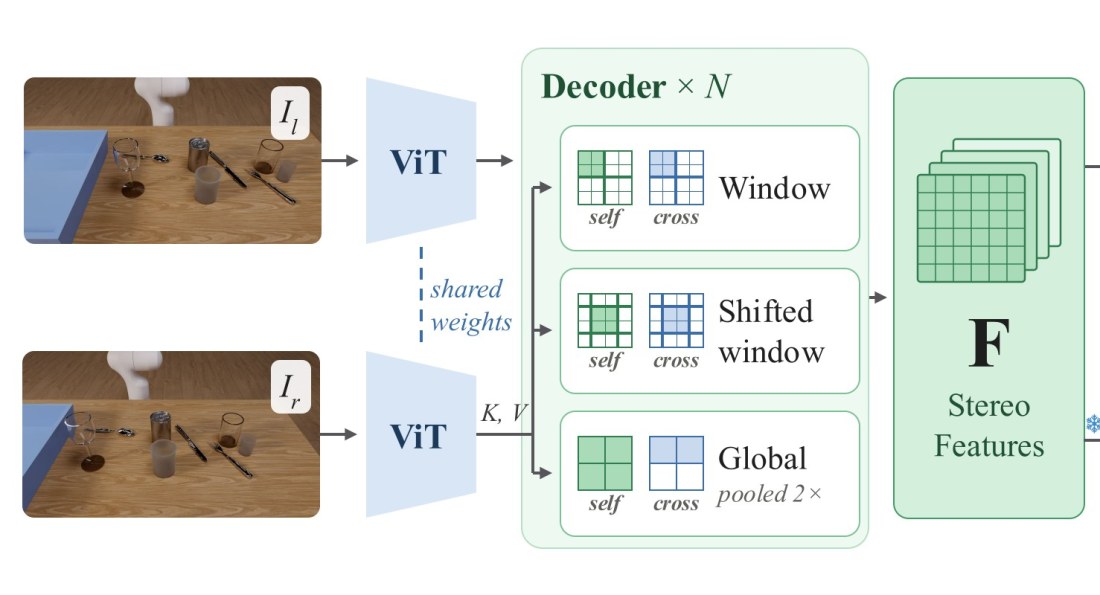 I_l
ViT
shared
weights
I_r
ViT
K, V
Decoder × N
self
cross
Window
self
cross
Shifted
window
self
cross
Global
pooled 2×
F
Stereo
Features